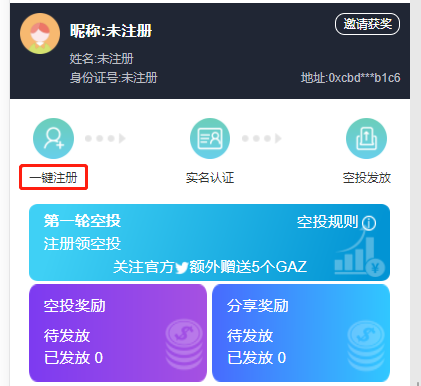 昵称:未注册
邀请获奖
姓名:未注册
身份证号:未注册
地址:0xcbd***b1c6
一键注册
实名认证
空投发放
第一轮空投
空投规则
注册领空投
关注官方额外赠送5个GAZ
空投奖励
分享奖励
待发放
待发放
已发放 0
已发放 0